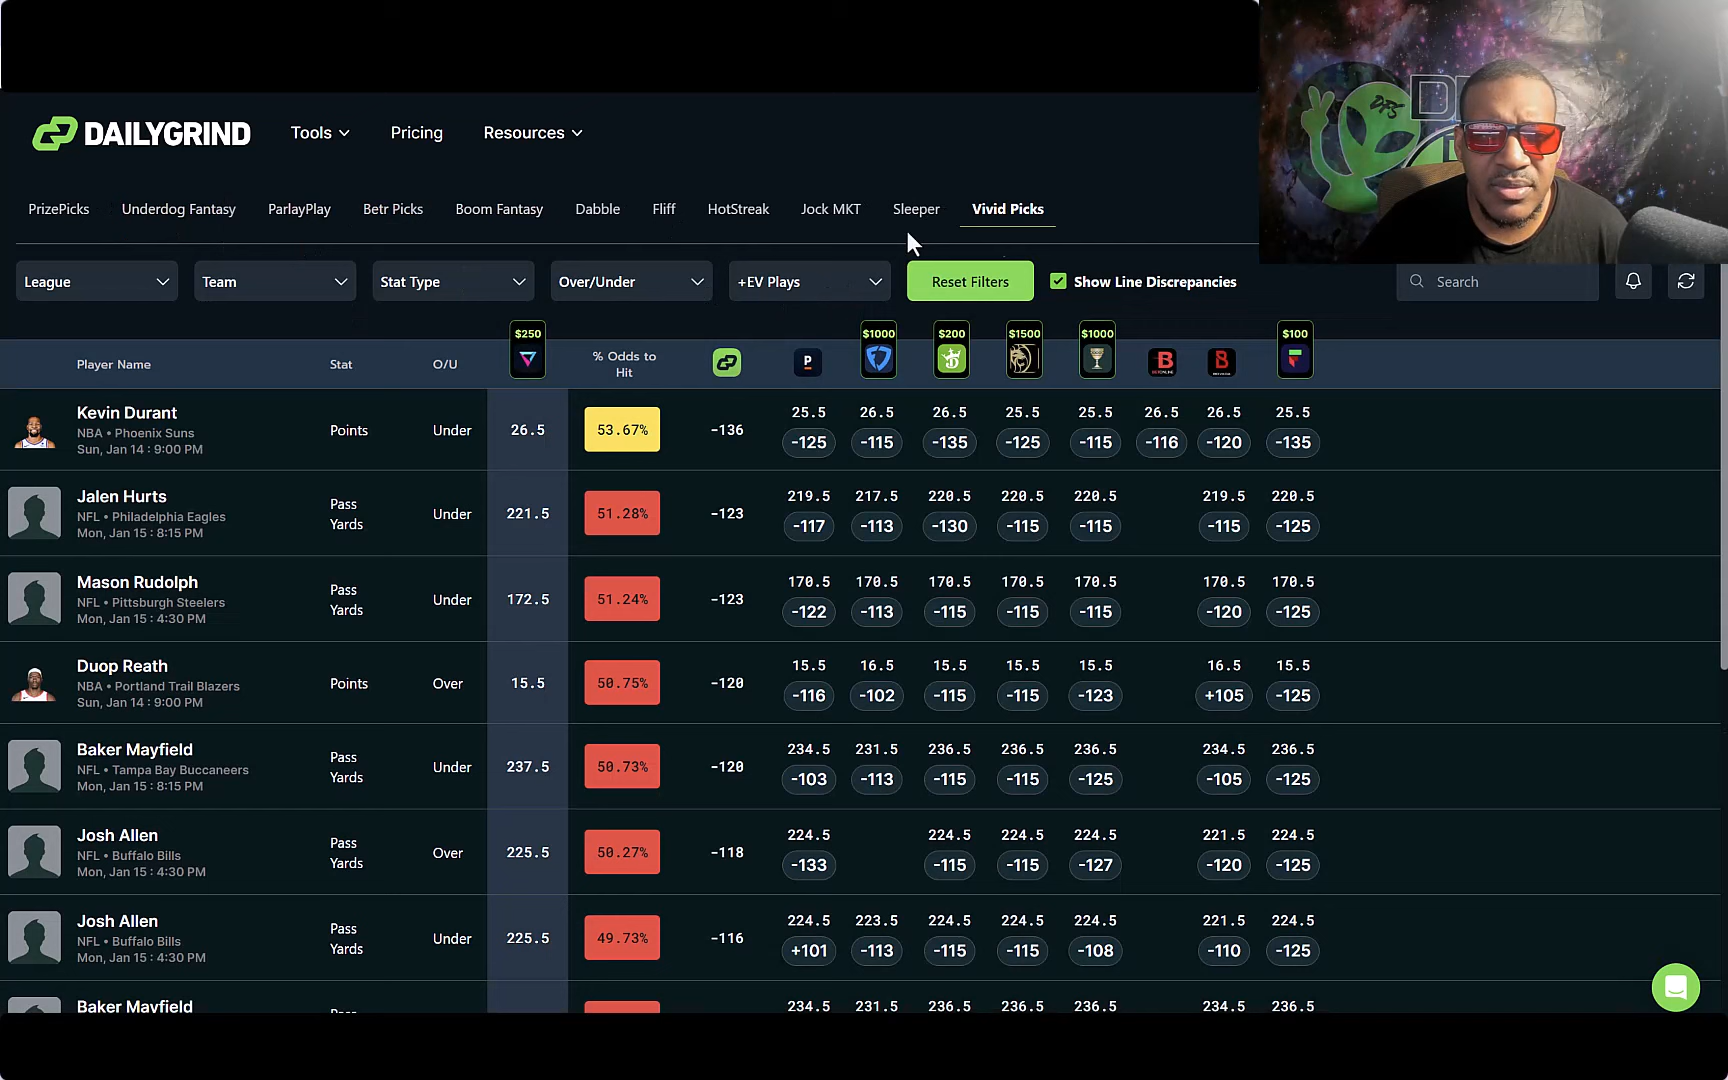 DAILYGRIND
Tools
Pricing
Resources
PrizePicks
Underdog Fantasy
ParlayPlay
Betr Picks
Boom Fantasy
Dabble
Fliff
HotStreak
Jock MKT
Sleeper
Vivid Picks
League
Team
Stat Type
Over/Under
+EV Plays
Reset Filters
Show Line Discrepancies
Search
Player Name
Stat
O/U
$250
% Odds to
Hit
P
$1000
$200
$1500
$1000
B
B
$100
Kevin Durant
NBA • Phoenix Suns
Sun, Jan 14 : 9:00 PM
Points
Under
26.5
53.67%
-136
25.5 26.5 26.5 25.5 25.5 26.5 26.5 25.5
-125 -115 -135 -125 -115 -116 -120 -135
Jalen Hurts
NFL • Philadelphia Eagles
Mon, Jan 15 : 8:15 PM
Pass
Yards
Under
221.5
51.28%
-123
219.5 217.5 220.5 220.5 220.5 219.5 220.5
-117 -113 -130 -115 -115 -115 -125
Mason Rudolph
NFL • Pittsburgh Steelers
Mon, Jan 15 : 4:30 PM
Pass
Yards
Under
172.5
51.24%
-123
170.5 170.5 170.5 170.5 170.5 170.5 170.5
-122 -113 -115 -115 -115 -120 -125
Duop Reath
NBA • Portland Trail Blazers
Sun, Jan 14 : 9:00 PM
Points
Over
15.5
50.75%
-120
15.5 16.5 15.5 15.5 15.5 16.5 15.5
-116 -102 -115 -115 -123 +105 -125
Baker Mayfield
NFL • Tampa Bay Buccaneers
Mon, Jan 15 : 8:15 PM
Pass
Yards
Under
237.5
50.73%
-120
234.5 231.5 236.5 236.5 236.5 234.5 236.5
-103 -113 -115 -115 -125 -105 -125
Josh Allen
NFL • Buffalo Bills
Mon, Jan 15 : 4:30 PM
Pass
Yards
Over
225.5
50.27%
-118
224.5 224.5 224.5 224.5 221.5 224.5
-133 -115 -115 -127 -120 -125
Josh Allen
NFL • Buffalo Bills
Mon, Jan 15 : 4:30 PM
Pass
Yards
Under
225.5
49.73%
-116
224.5 223.5 224.5 224.5 224.5 221.5 224.5
+101 -113 -115 -115 -108 -110 -125
Baker Mayfield
234.5 231.5 236.5 236.5 236.5 234.5 236.5
DFS